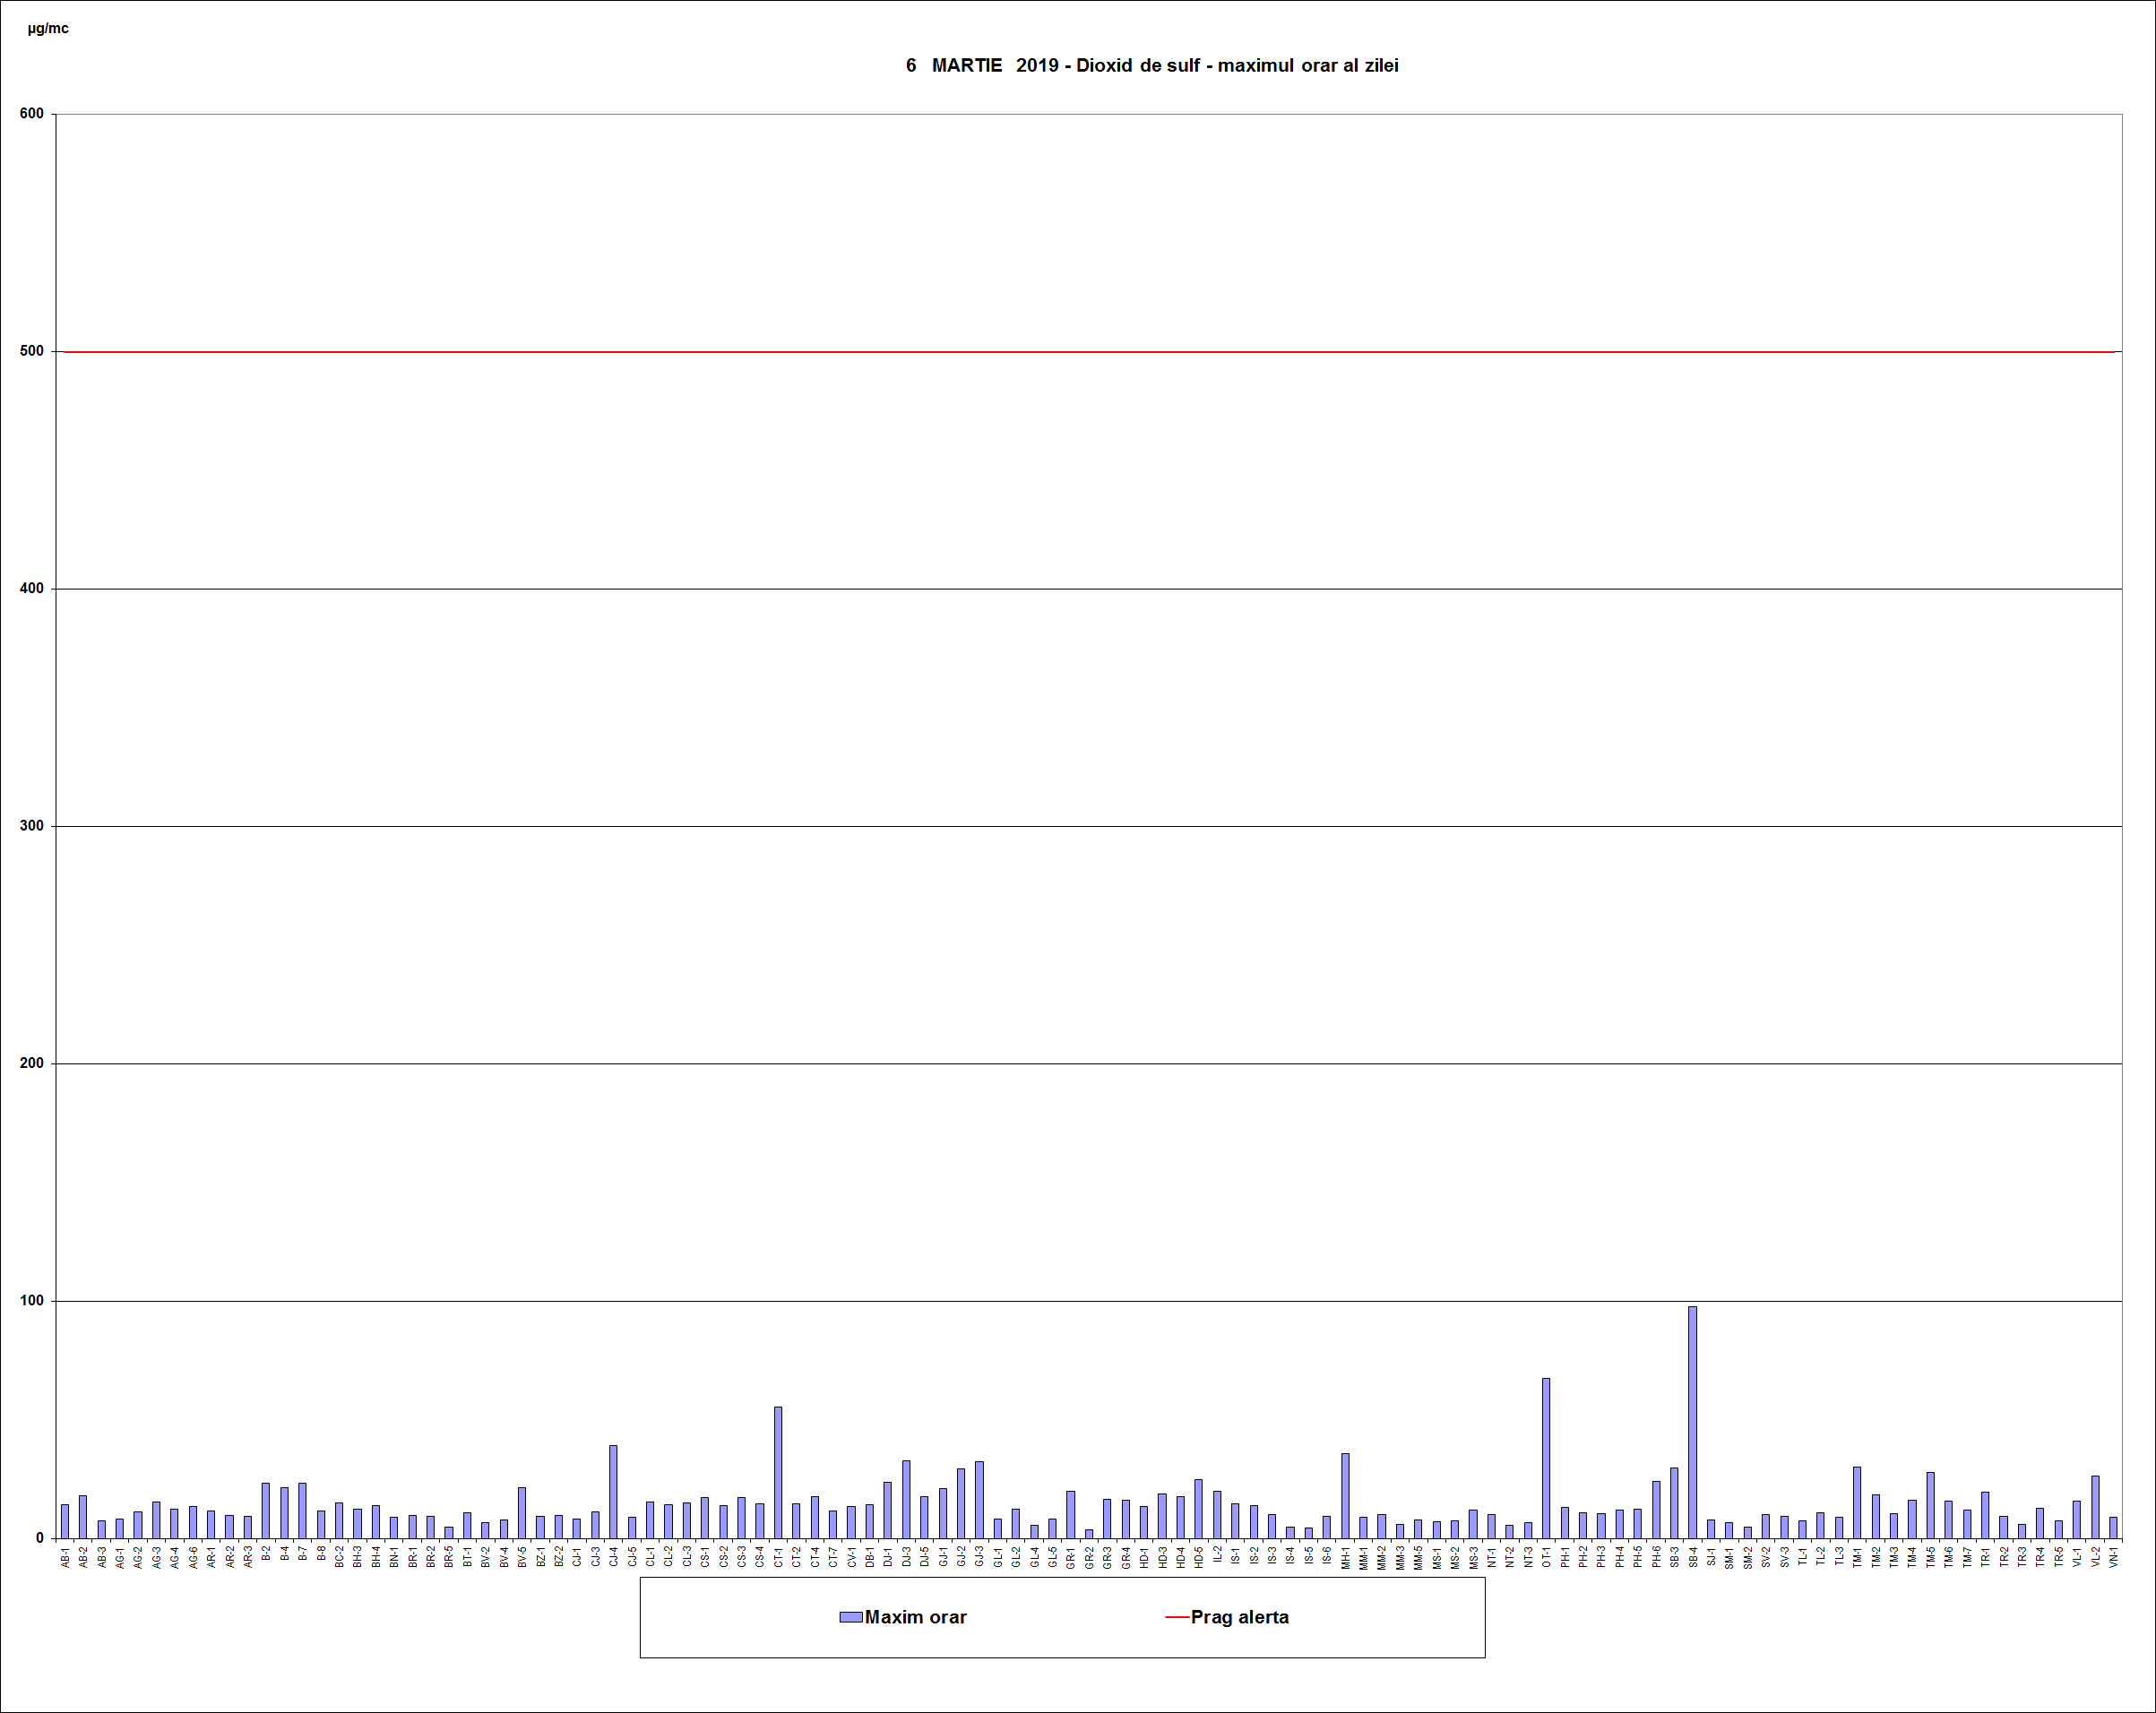 µg/mc
6 MARTIE 2019 - Dioxid de sulf - maximul orar al zilei
600
500
400
300
200
100
0
AB-1 AB-2 AB-3 AG-1 AG-2 AG-3 AG-4 AG-6 AR-1 AR-2 AR-3 B-2 B-4 B-7 B-8 BC-2 BH-3 BH-4 BN-1 BR-1 BR-2 BR-5 BT-1 BV-2 BV-4 BV-5 BZ-1 BZ-2 CJ-1 CJ-3 CJ-4 CJ-5 CL-1 CL-2 CL-3 CS-1 CS-2 CS-3 CS-4 CT-1 CT-2 CT-4 CT-7 CV-1 DB-1 DJ-1 DJ-3 DJ-5 GJ-1 GJ-2 GJ-3 GL-1 GL-2 GL-4 GL-5 GR-1 GR-2 GR-3 GR-4 HD-1 HD-3 HD-4 HD-5 IL-2 IS-1 IS-2 IS-3 IS-4 IS-5 IS-6 MH-1 MM-1 MM-2 MM-3 MM-5 MS-1 MS-2 MS-3 NT-1 NT-2 NT-3 OT-1 PH-1 PH-2 PH-3 PH-4 PH-5 PH-6 SB-3 SB-4 SJ-1 SM-1 SM-2 SV-2 SV-3 TL-1 TL-2 TL-3 TM-1 TM-2 TM-3 TM-4 TM-5 TM-6 TM-7 TR-1 TR-2 TR-3 TR-4 TR-5 VL-1 VL-2 VN-1
Maxim orar Prag alerta